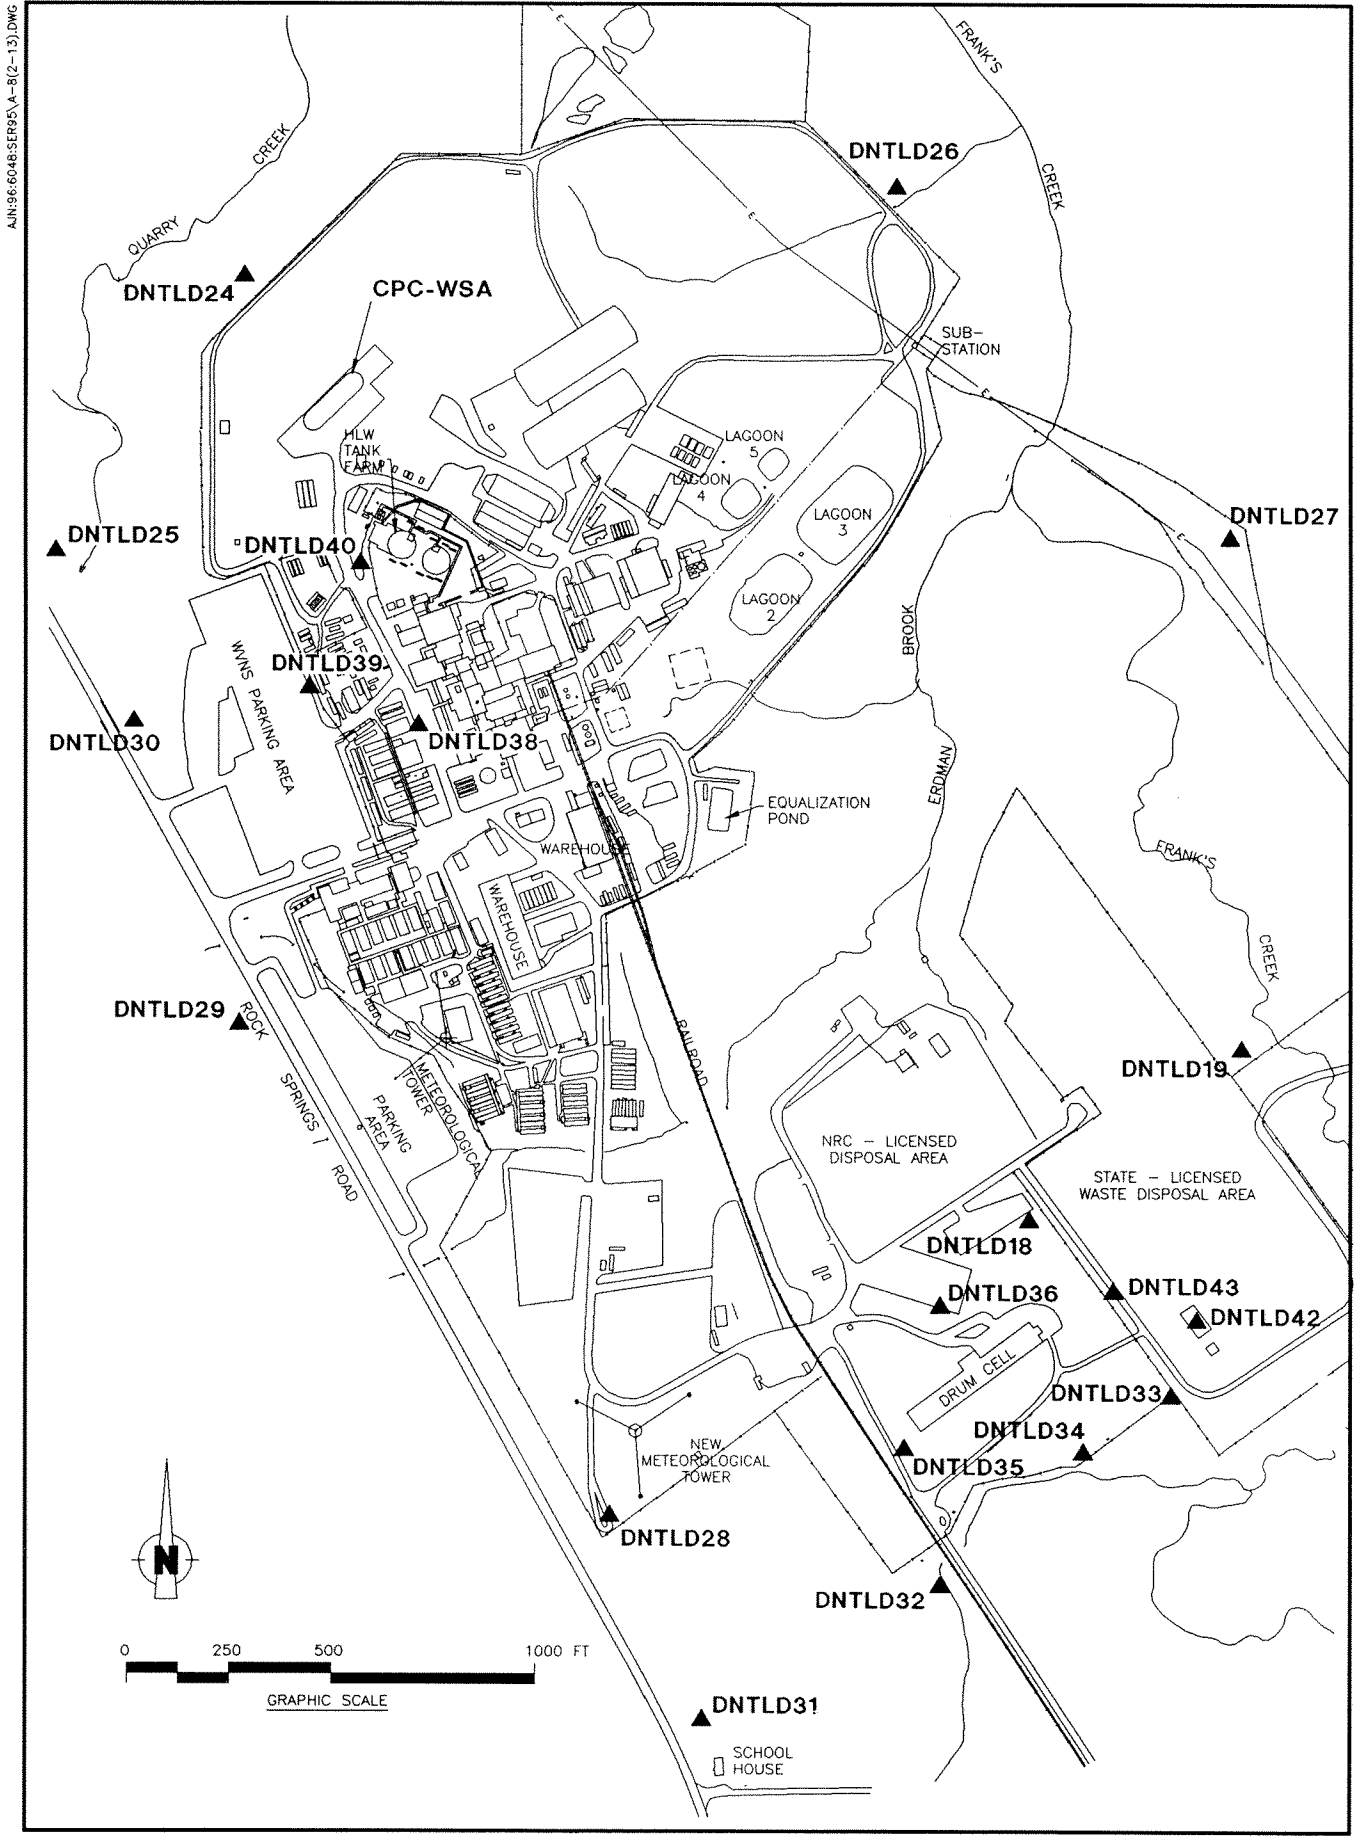 AJN:96:6048:SER95\A-8(2-13).DWG
FRANK'S
CREEK
DNTLD26
CREEK
QUARRY
DNTLD24
CPC-WSA
SUB-
STATION
HLW
TANK
FARM
LAGOON
5
LAGOON
4
LAGOON
3
DNTLD25
DNTLD40
DNTLD27
LAGOON
2
BROOK
DNTLD39
WVNS PARKING AREA
DNTLD30
DNTLD38
ERDMAN
EQUALIZATION
POND
WAREHOUSE
FRANK'S
CREEK
WAREHOUSE
DNTLD29
ROCK
SPRINGS
ROAD
RAILROAD
METEOROLOGICAL
TOWER
PARKING
AREA
DNTLD19
NRC – LICENSED
DISPOSAL AREA
STATE – LICENSED
WASTE DISPOSAL AREA
DNTLD18
DNTLD36
DNTLD43
DNTLD42
DRUM CELL
DNTLD33
DNTLD34
NEW
METEOROLOGICAL
TOWER
DNTLD35
DNTLD28
N
DNTLD32
0 250 500 1000 FT
GRAPHIC SCALE
DNTLD31
SCHOOL
HOUSE
E
E
E
E